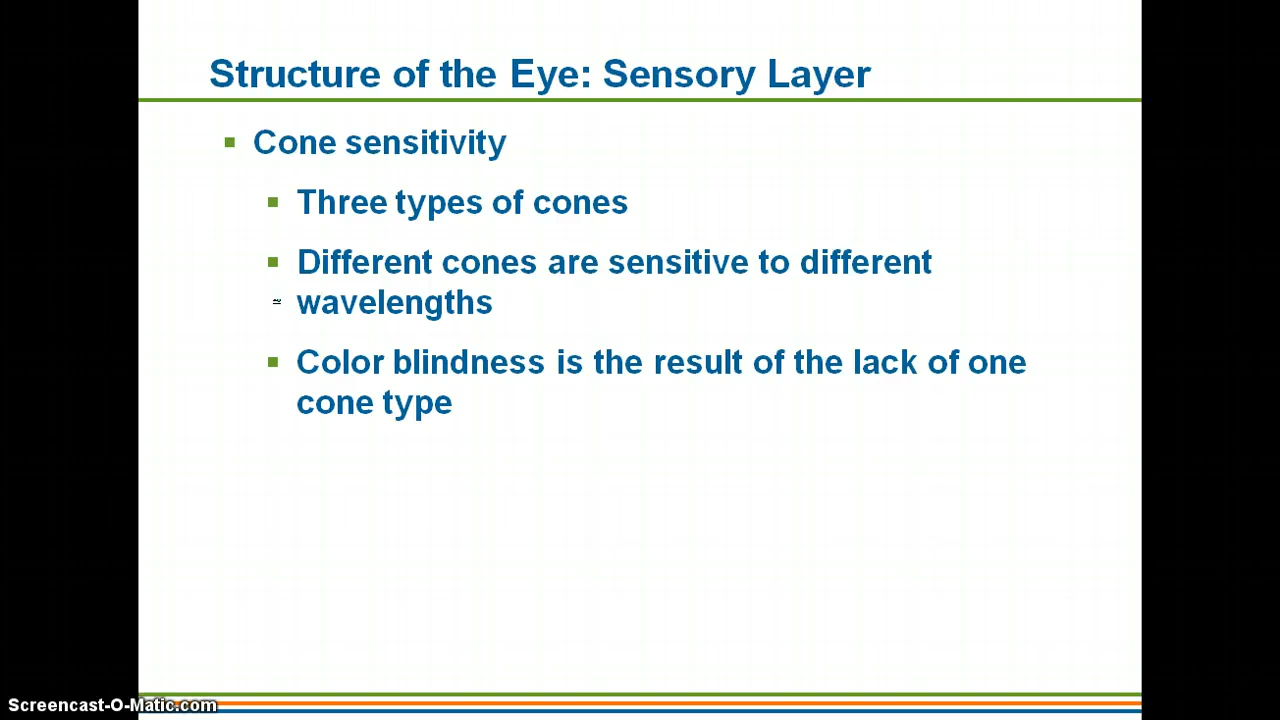 Structure of the Eye: Sensory Layer
Cone sensitivity
Three types of cones
Different cones are sensitive to different
wavelengths
Color blindness is the result of the lack of one
cone type
Screencast-O-Matic.com